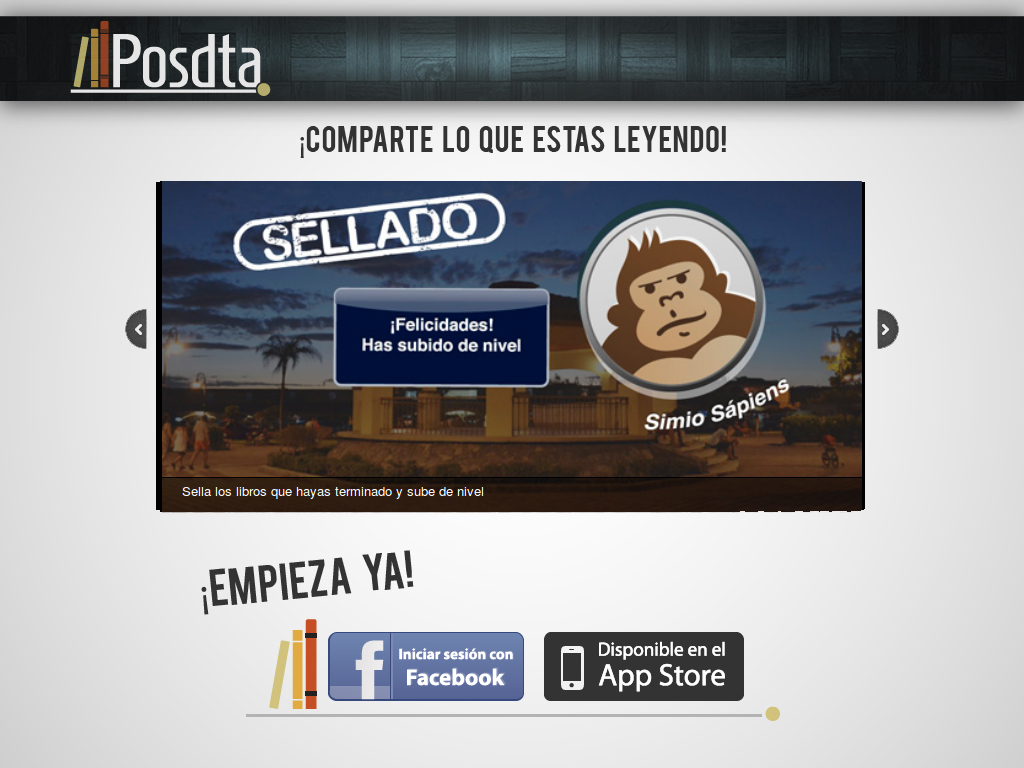 Posdta
¡COMPARTE LO QUE ESTAS LEYENDO!
SELLADO
¡Felicidades!
Has subido de nivel
Simio Sápiens
Sella los libros que hayas terminado y sube de nivel
¡EMPIEZA YA!
Iniciar sesión con
Facebook
Disponible en el
App Store